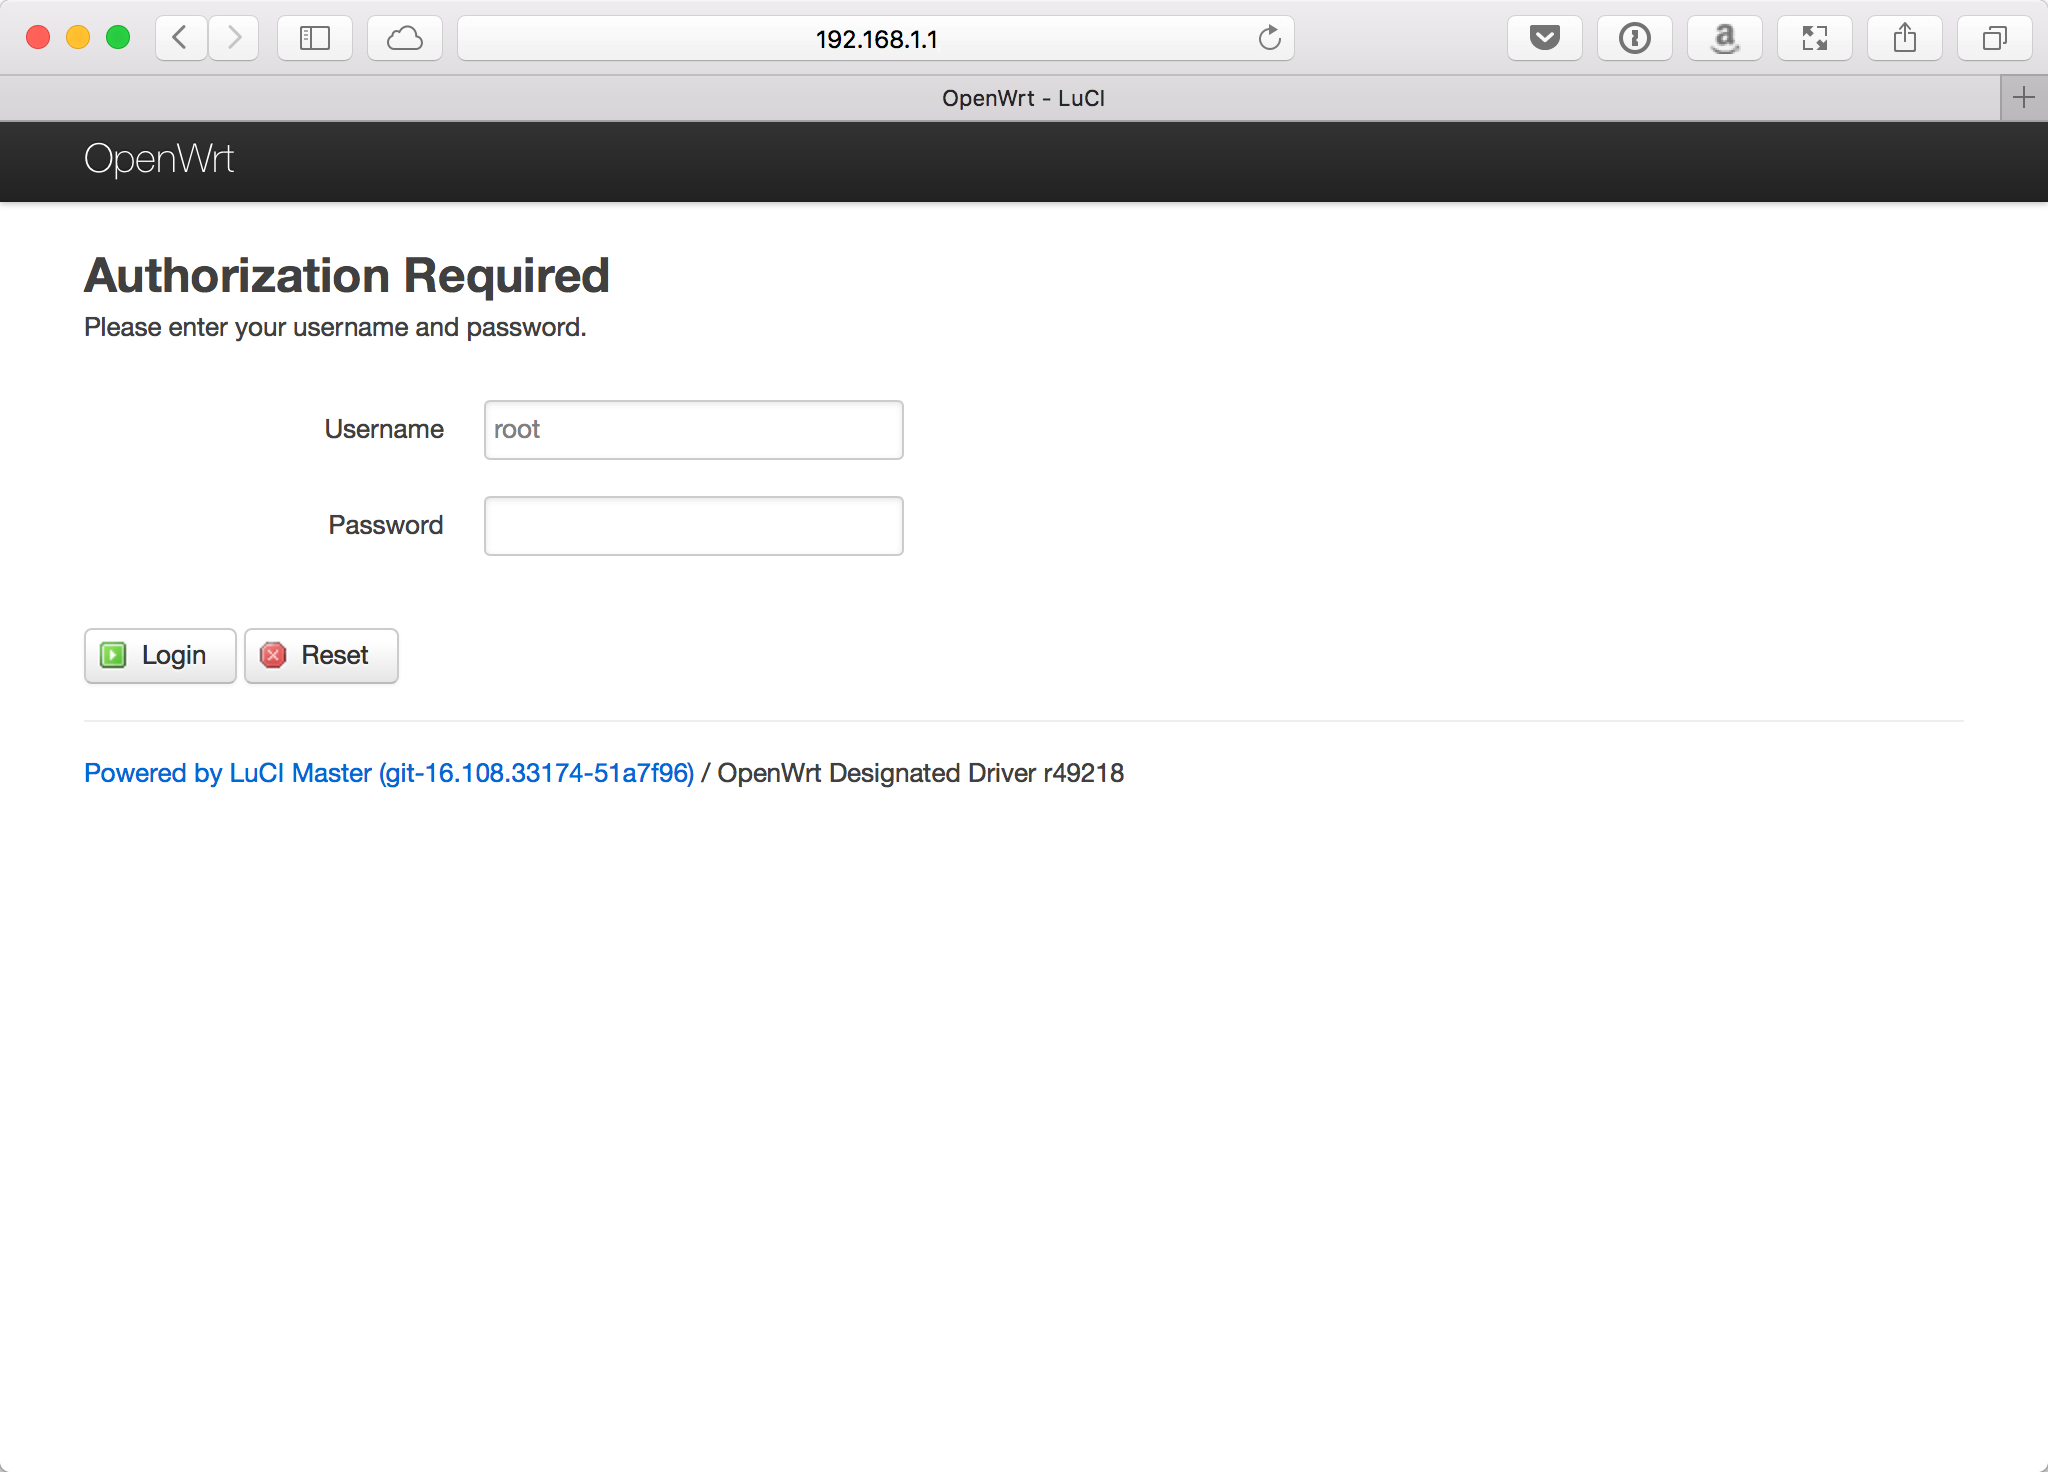 192.168.1.1
OpenWrt - LuCI
OpenWrt
Authorization Required
Please enter your username and password.
Username root
Password
Login Reset
Powered by LuCI Master (git-16.108.33174-51a7f96) / OpenWrt Designated Driver r49218